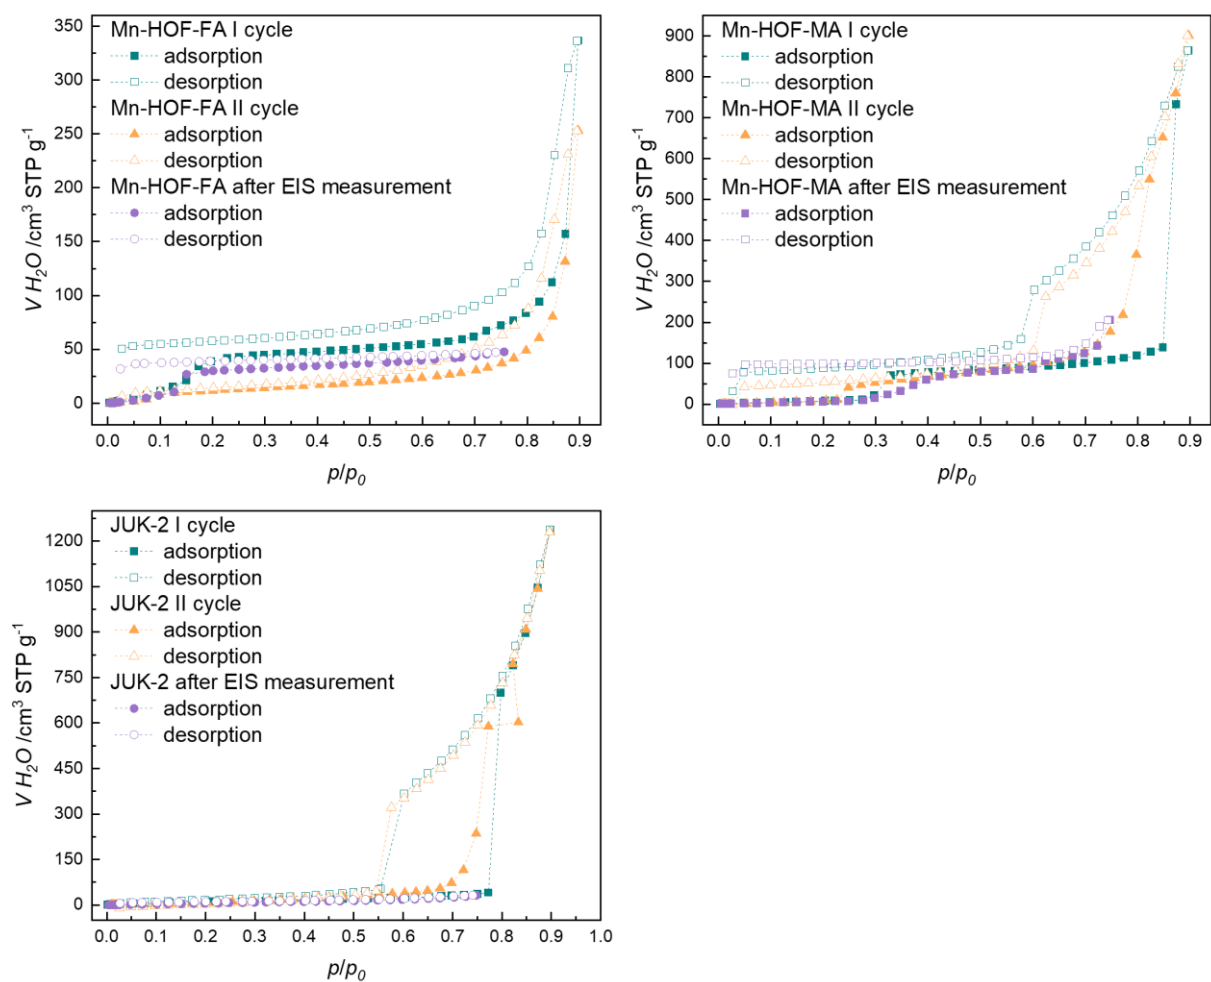 Mn-HOF-FA I cycle
adsorption
desorption
Mn-HOF-FA II cycle
adsorption
desorption
Mn-HOF-FA after EIS measurement
adsorption
desorption
350
300
250
200
150
100
50
0
V H2O /cm³ STP g⁻¹
0.0 0.1 0.2 0.3 0.4 0.5 0.6 0.7 0.8 0.9
p/p0
Mn-HOF-MA I cycle
adsorption
desorption
Mn-HOF-MA II cycle
adsorption
desorption
Mn-HOF-MA after EIS measurement
adsorption
desorption
900
800
700
600
500
400
300
200
100
0
V H2O /cm³ STP g⁻¹
0.0 0.1 0.2 0.3 0.4 0.5 0.6 0.7 0.8 0.9
p/p0
JUK-2 I cycle
adsorption
desorption
JUK-2 II cycle
adsorption
desorption
JUK-2 after EIS measurement
adsorption
desorption
1200
1050
900
750
600
450
300
150
0
V H2O /cm³ STP g⁻¹
0.0 0.1 0.2 0.3 0.4 0.5 0.6 0.7 0.8 0.9 1.0
p/p0